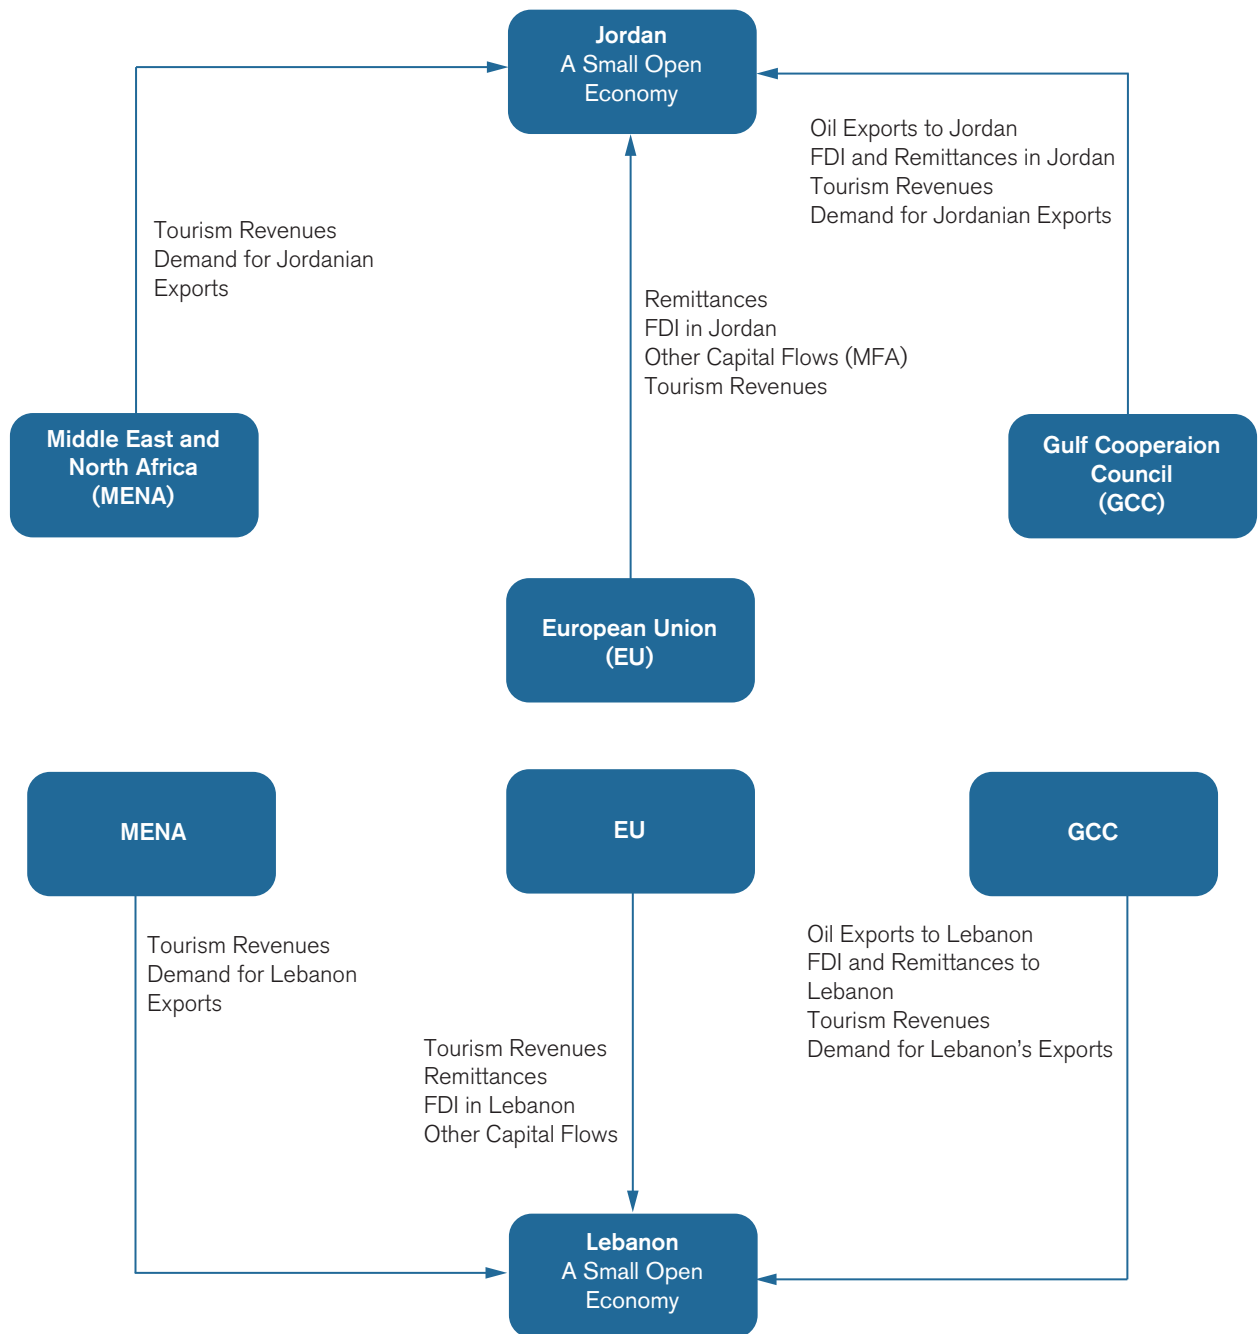 Jordan
A Small Open
Economy
Oil Exports to Jordan
FDI and Remittances in Jordan
Tourism Revenues
Demand for Jordanian Exports
Tourism Revenues
Demand for Jordanian
Exports
Remittances
FDI in Jordan
Other Capital Flows (MFA)
Tourism Revenues
Middle East and
North Africa
(MENA)
Gulf Cooperaion
Council
(GCC)
European Union
(EU)
MENA
EU
GCC
Tourism Revenues
Demand for Lebanon
Exports
Oil Exports to Lebanon
FDI and Remittances to
Lebanon
Tourism Revenues
Demand for Lebanon’s Exports
Tourism Revenues
Remittances
FDI in Lebanon
Other Capital Flows
Lebanon
A Small Open
Economy